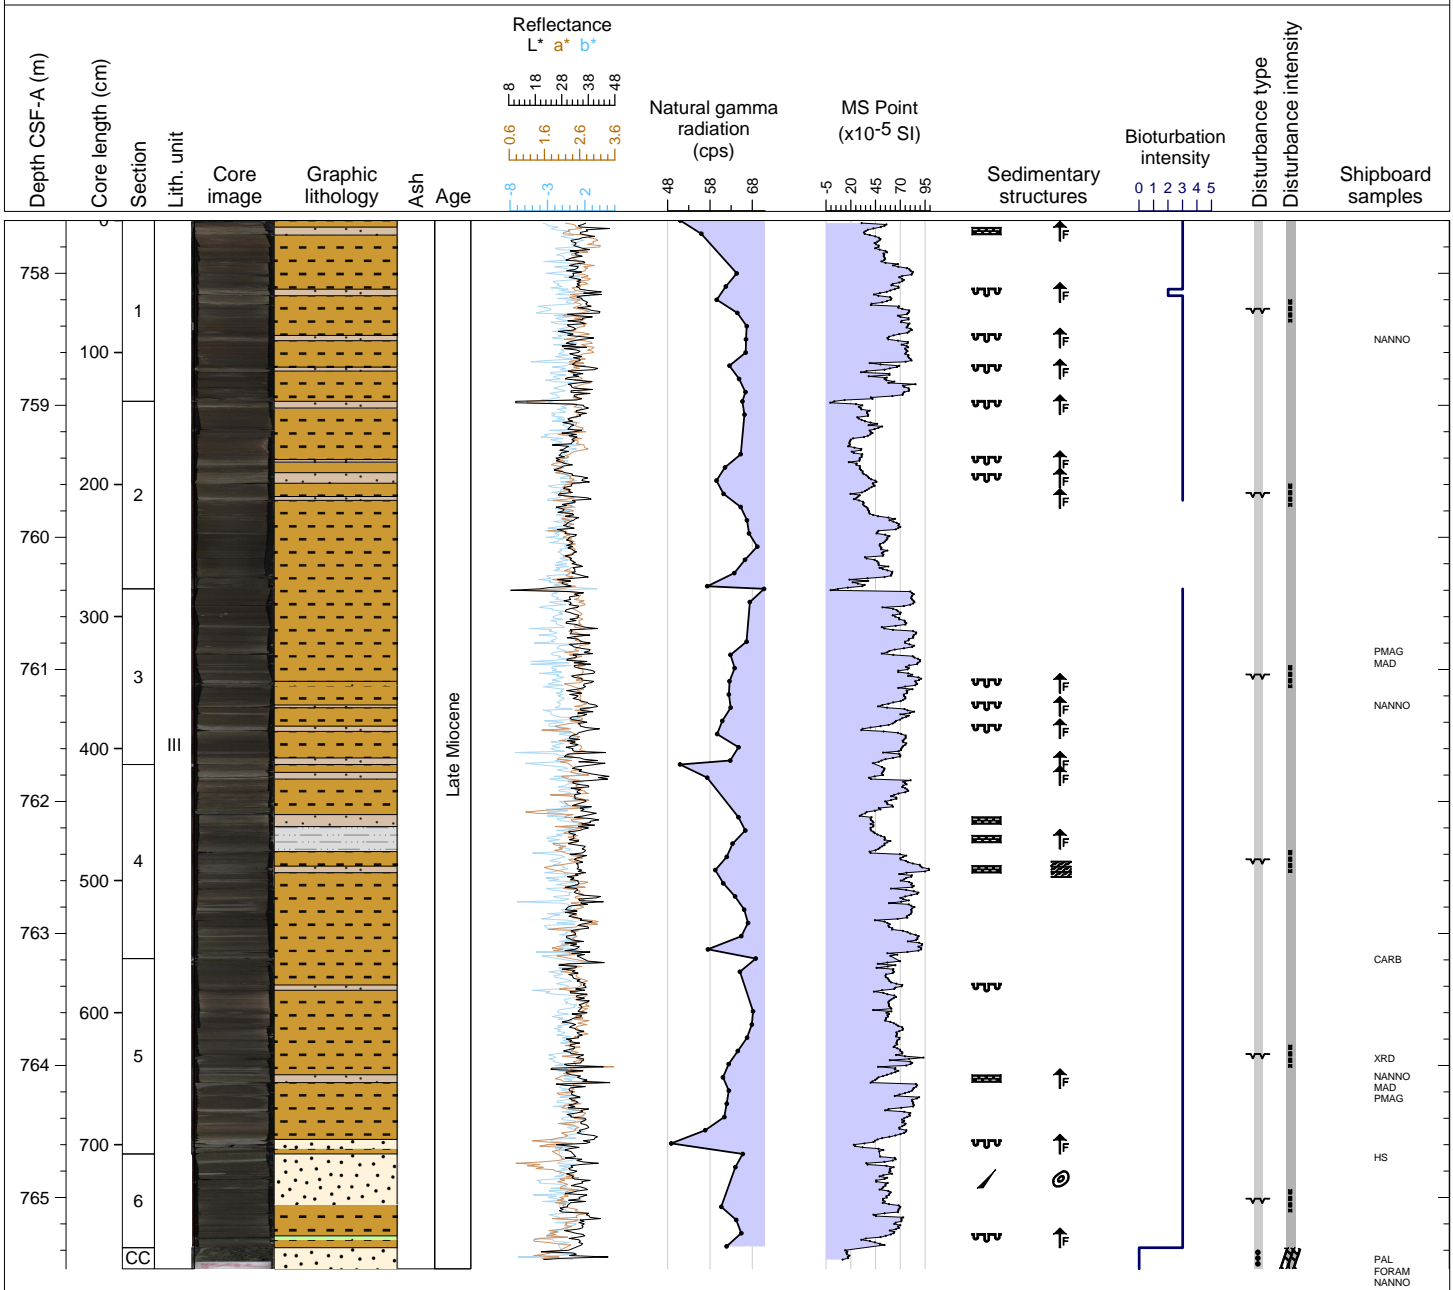 Depth CSF-A (m)
Core length (cm)
Section
Lith. unit
Core
image
Graphic
lithology
Ash
Age
Reflectance
L* a* b*
8 18 28 38 48
0.6 1.6 2.6 3.6
-8 -3 2
Natural gamma
radiation
(cps)
48 58 68
MS Point
(x10-5 SI)
-5 20 45 70 95
Sedimentary
structures
Bioturbation
intensity
0 1 2 3 4 5
Disturbance type
Disturbance intensity
Shipboard
samples
0
758
1
F
F
F
100
NANNO
F
759
F
200
2
F
F
F
760
300
761
3
PMAG
MAD
F
NANNO
F
F
400
III
Late Miocene
F
F
762
4
F
500
763
CARB
600
5
764
XRD
NANNO
MAD
PMAG
F
700
F
HS
765
6
F
CC
PAL
FORAM
NANNO